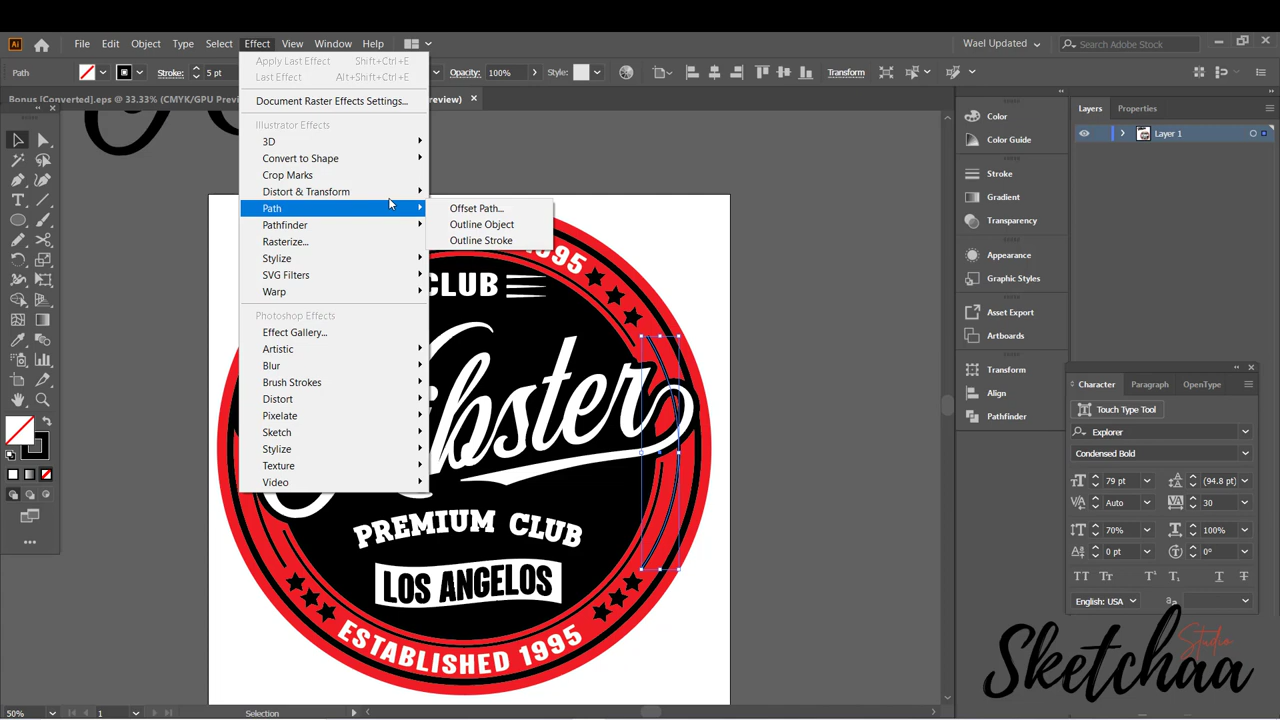 File Edit Object Type Select Effect View Window Help
Wael Updated
Search Adobe Stock
Path
Stroke: 5 pt
Opacity: 100%
Style:
Transform
Bonus [Converted].eps @ 33.33% (CMYK/GPU Previ
review)
Apply Last Effect Shift+Ctrl+E
Last Effect Alt+Shift+Ctrl+E
Document Raster Effects Settings...
Illustrator Effects
3D
Convert to Shape
Crop Marks
Distort & Transform
Path
Pathfinder
Rasterize...
Stylize
SVG Filters
Warp
Photoshop Effects
Effect Gallery...
Artistic
Blur
Brush Strokes
Distort
Pixelate
Sketch
Stylize
Texture
Video
Offset Path...
Outline Object
Outline Stroke
1995
CLUB
PREMIUM CLUB
LOS ANGELOS
ESTABLISHED 1995
Color
Color Guide
Stroke
Gradient
Transparency
Appearance
Graphic Styles
Asset Export
Artboards
Transform
Align
Pathfinder
Layers Properties
Layer 1
Character Paragraph OpenType
Touch Type Tool
Explorer
Condensed Bold
79 pt (94.8 pt)
Auto 30
70% 100%
0 pt 0°
English: USA
Sketchaa
Studio
50% 1 Selection